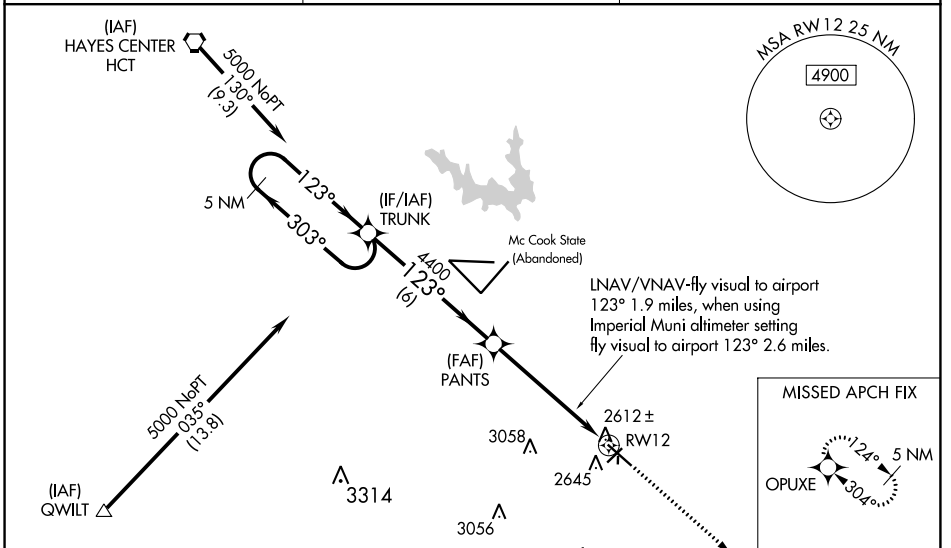 (IAF)
HAYES CENTER
HCT
5000 NoPT
130°
(9.3)
MSA RW12 25 NM
4900
5 NM
123°
303°
(IF/IAF)
TRUNK
4400
123°
(6)
Mc Cook State
(Abandoned)
LNAV/VNAV-fly visual to airport
123° 1.9 miles, when using
Imperial Muni altimeter setting
fly visual to airport 123° 2.6 miles.
(FAF)
PANTS
5000 NoPT
035°
(13.8)
(IAF)
QWILT
3314
3058
3056
2612 ±
RW12
2645
MISSED APCH FIX
OPUXE
124°
304°
5 NM